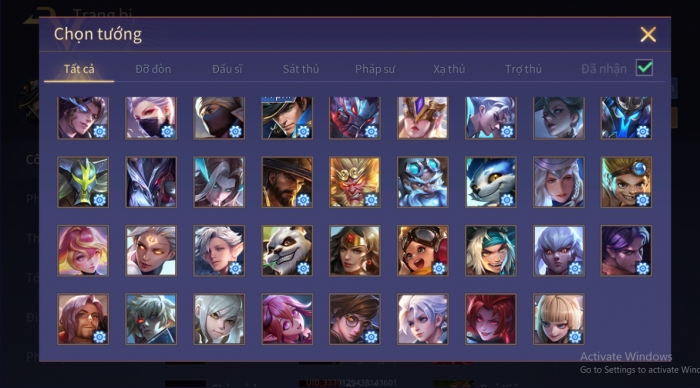 Trang bị
Chọn tướng
Tất cả
Đỡ đòn
Đấu sĩ
Sát thủ
Pháp sư
Xạ thủ
Trợ thủ
Đã nhận
Activate Windows
Go to Settings to activate Win